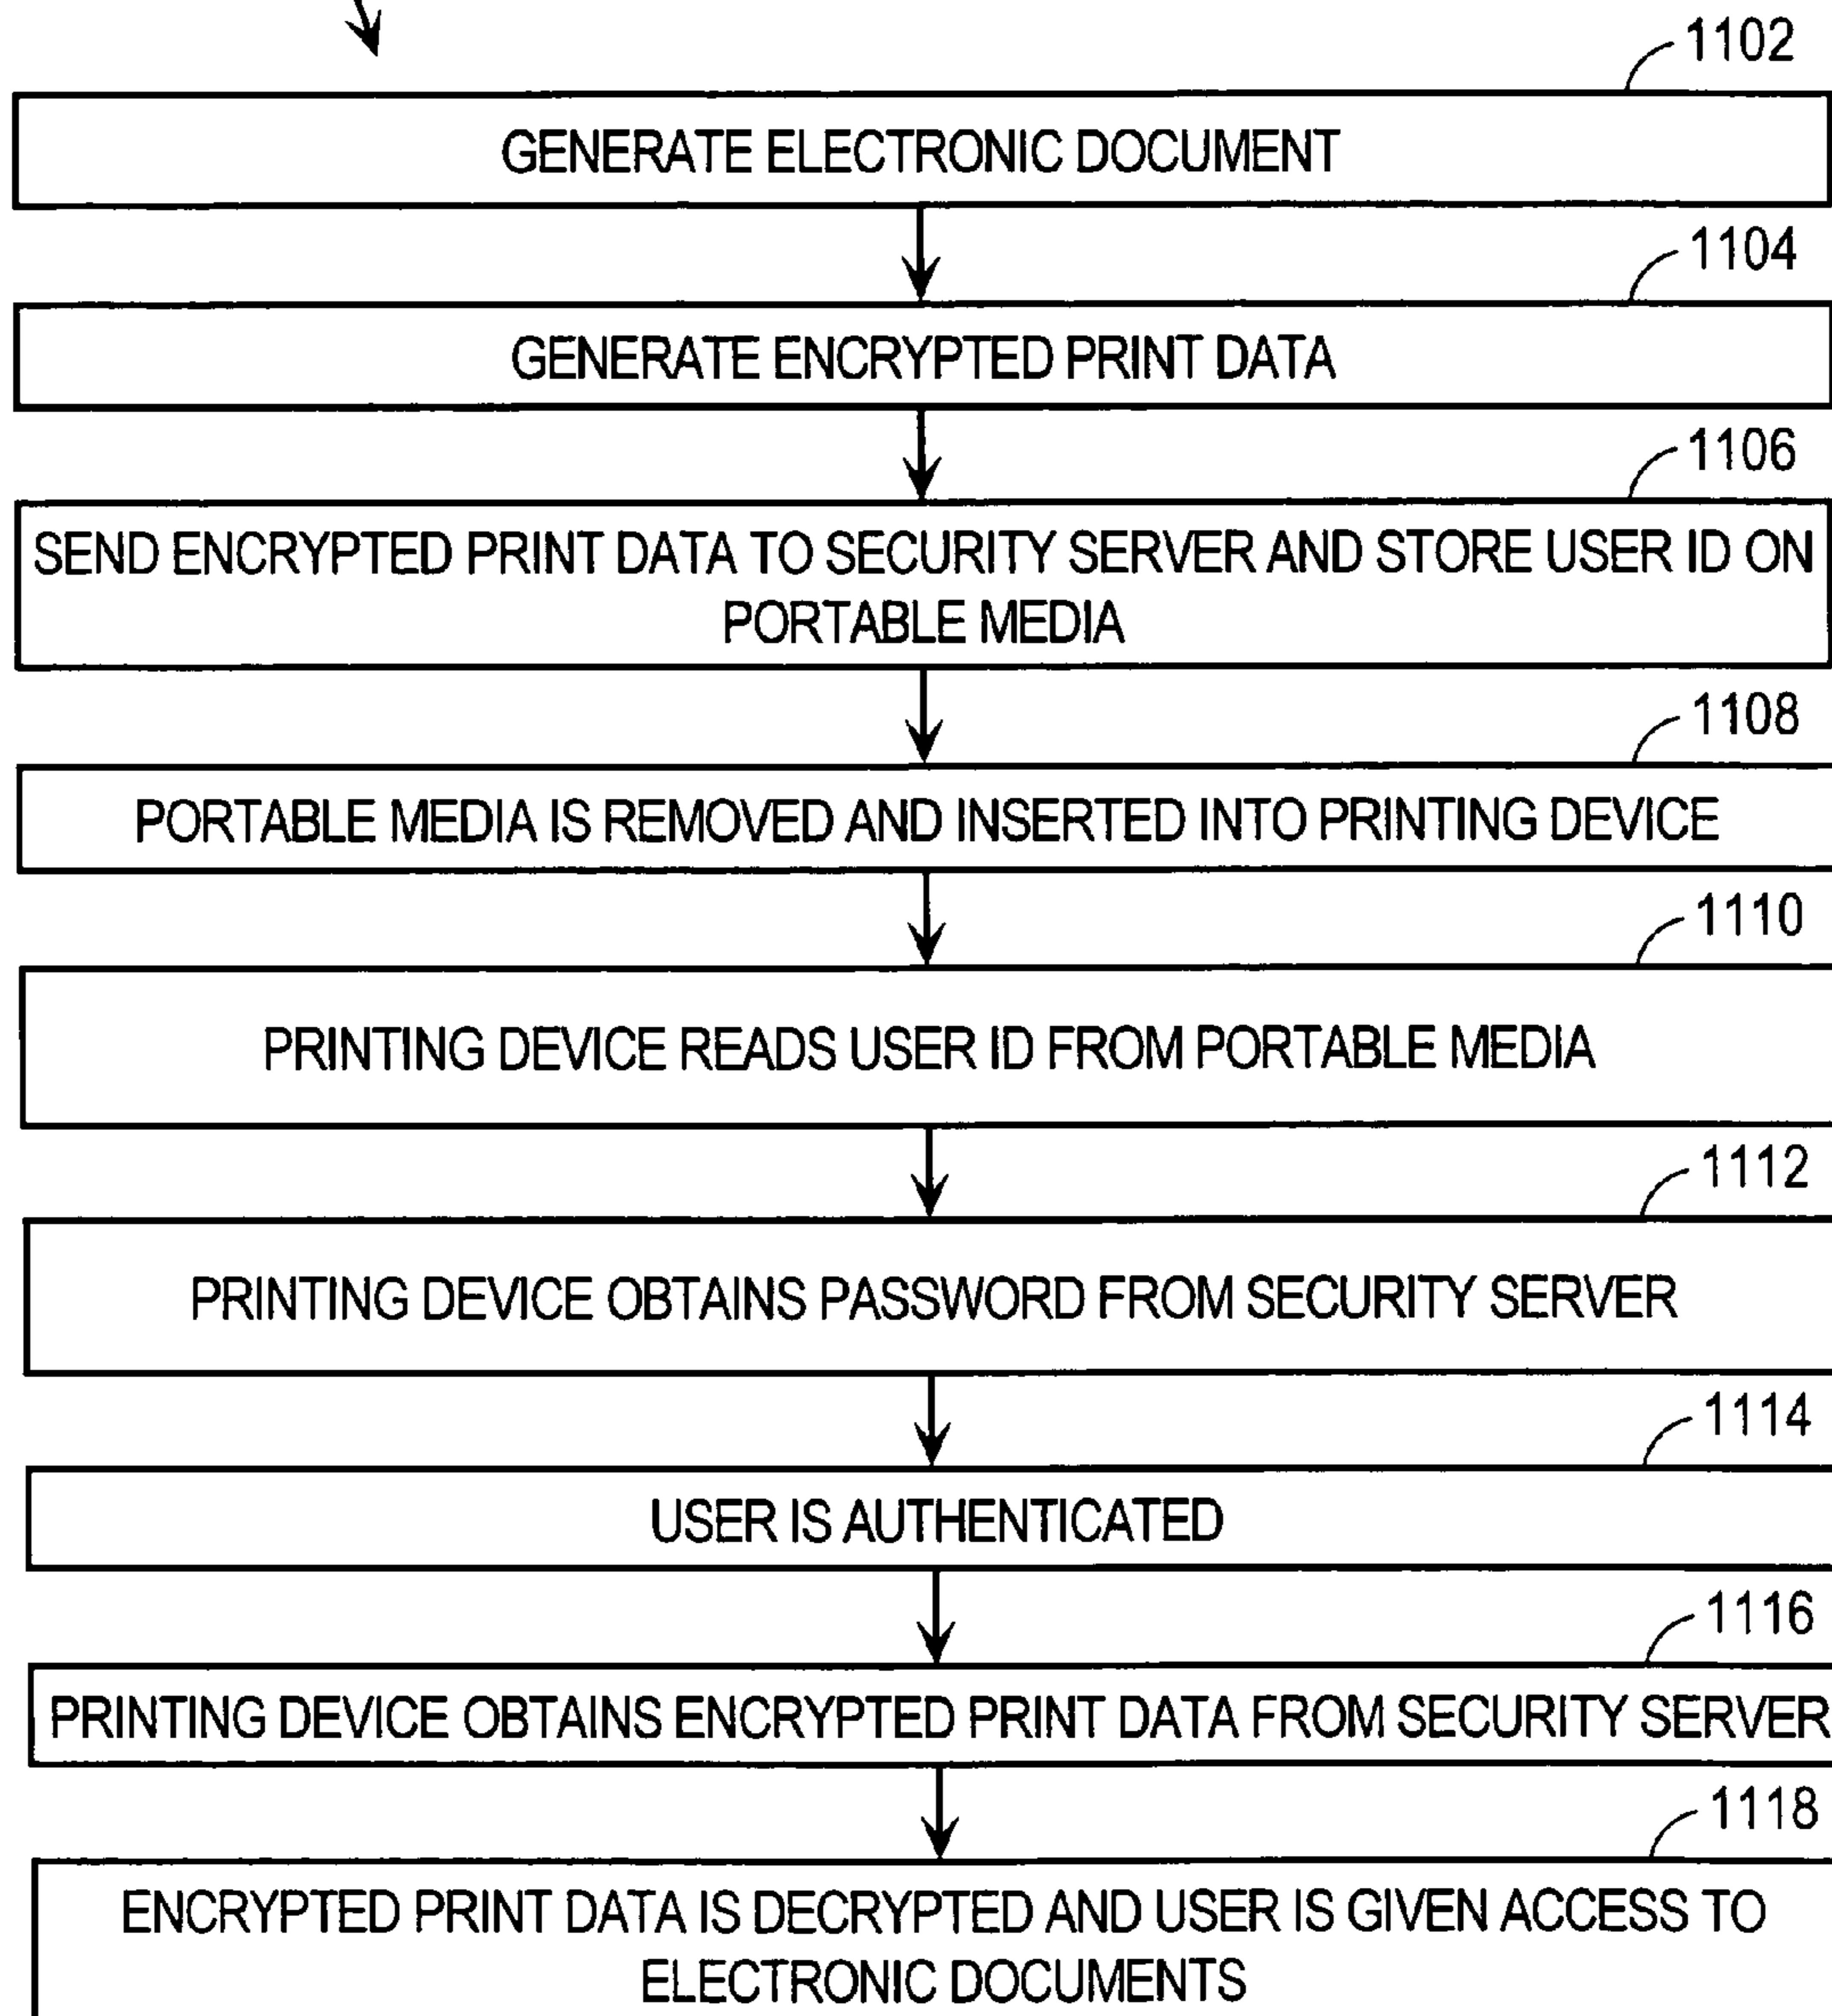 1102
GENERATE ELECTRONIC DOCUMENT
1104
GENERATE ENCRYPTED PRINT DATA
1106
SEND ENCRYPTED PRINT DATA TO SECURITY SERVER AND STORE USER ID ON
PORTABLE MEDIA
1108
PORTABLE MEDIA IS REMOVED AND INSERTED INTO PRINTING DEVICE
1110
PRINTING DEVICE READS USER ID FROM PORTABLE MEDIA
1112
PRINTING DEVICE OBTAINS PASSWORD FROM SECURITY SERVER
1114
USER IS AUTHENTICATED
1116
PRINTING DEVICE OBTAINS ENCRYPTED PRINT DATA FROM SECURITY SERVER
1118
ENCRYPTED PRINT DATA IS DECRYPTED AND USER IS GIVEN ACCESS TO
ELECTRONIC DOCUMENTS